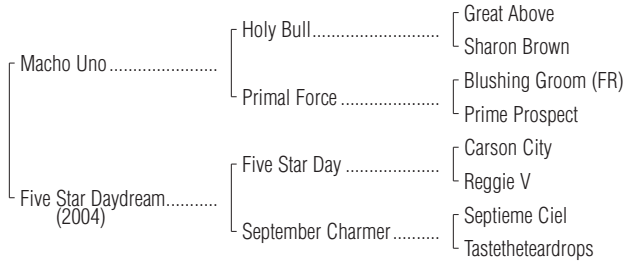 Great Above
Holy Bull
Sharon Brown
Macho Uno
Blushing Groom (FR)
Primal Force
Prime Prospect
Carson City
Five Star Day
Reggie V
Five Star Daydream
(2004)
Septieme Ciel
September Charmer
Tastetheteardrops